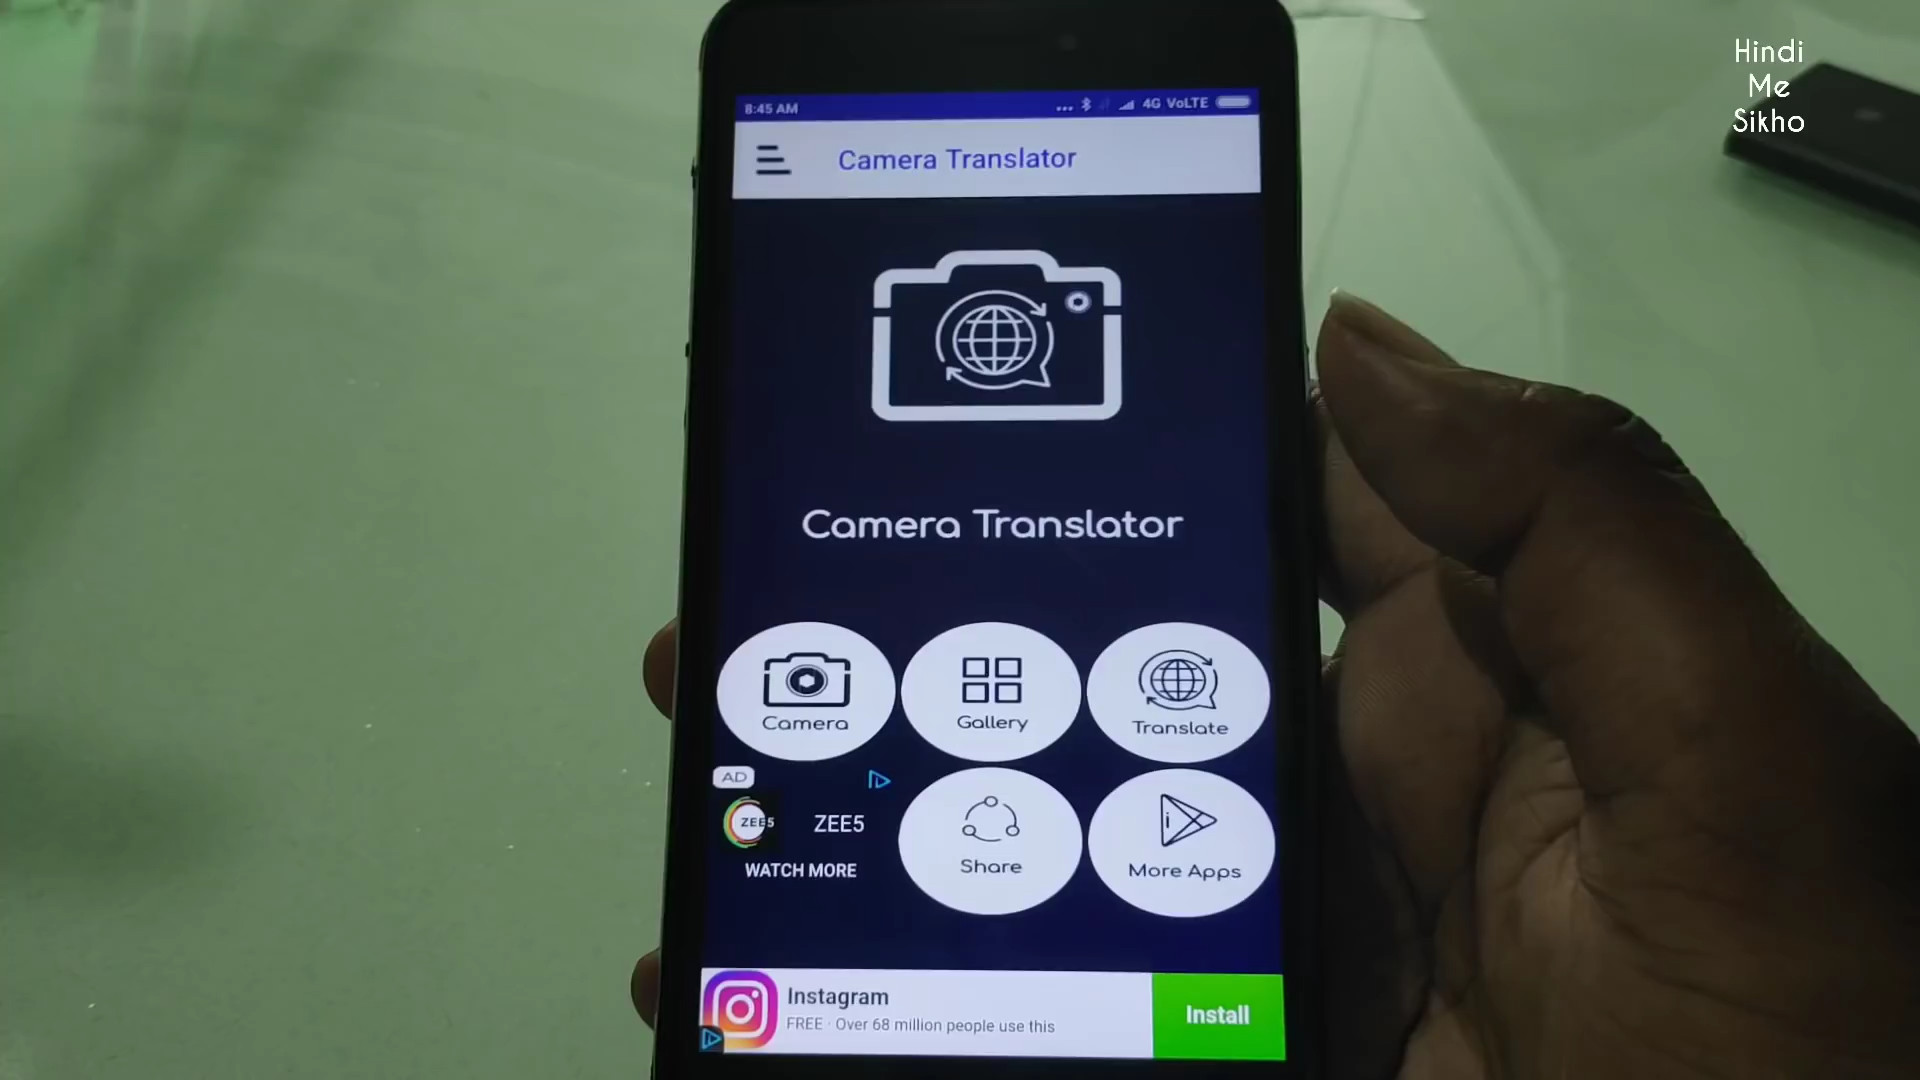 Hindi
Me
Sikho
8:45 AM
4G VoLTE
Camera Translator
Camera Translator
Camera
Gallery
Translate
AD
ZEE5
ZEE5
WATCH MORE
Share
More Apps
Instagram
FREE · Over 68 million people use this
Install